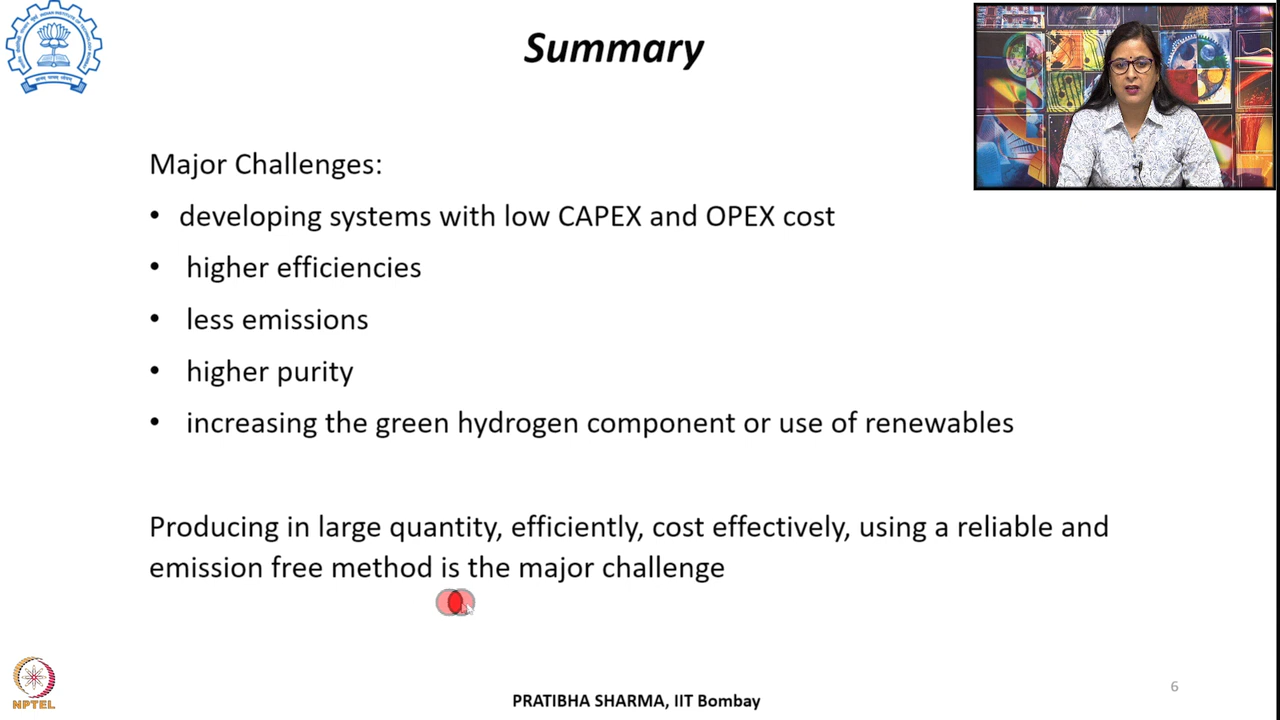 Summary
Major Challenges:
• developing systems with low CAPEX and OPEX cost
• higher efficiencies
• less emissions
• higher purity
• increasing the green hydrogen component or use of renewables
Producing in large quantity, efficiently, cost effectively, using a reliable and
emission free method is the major challenge
6
PRATIBHA SHARMA, IIT Bombay
NPTEL